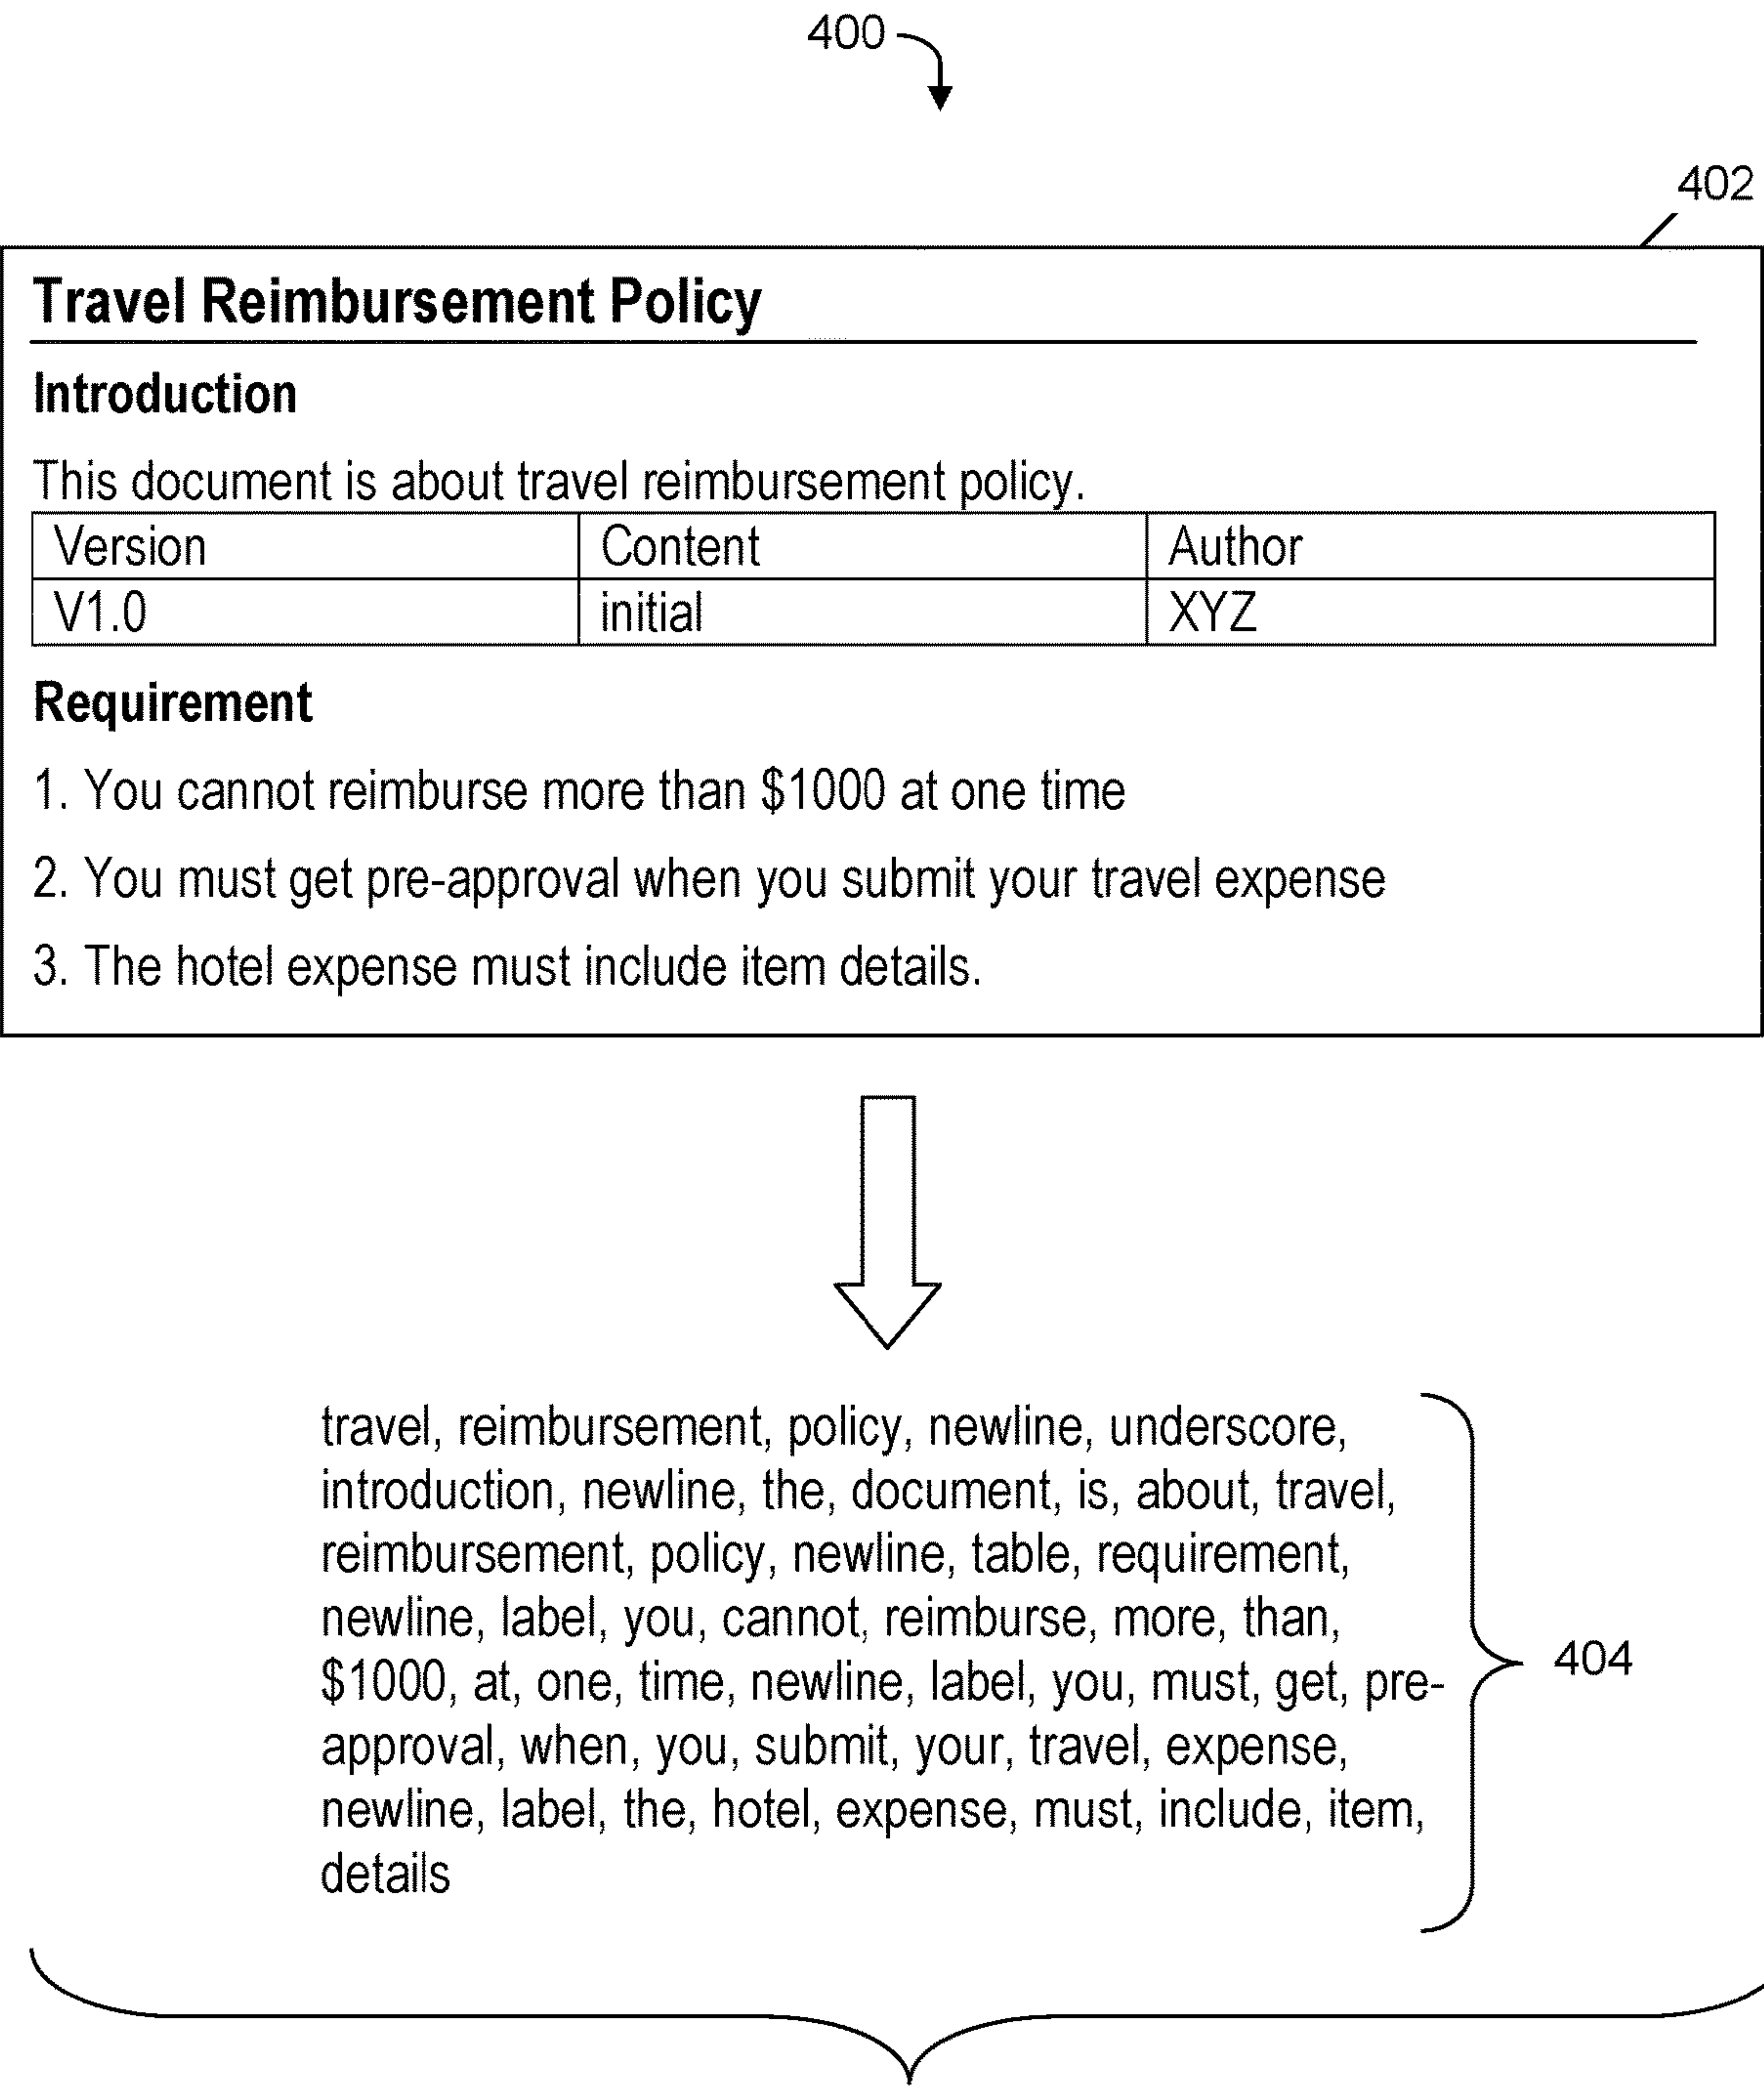 400
402
Travel Reimbursement Policy
Introduction
This document is about travel reimbursement policy.
Version Content Author
V1.0 initial XYZ
Requirement
1. You cannot reimburse more than $1000 at one time
2. You must get pre-approval when you submit your travel expense
3. The hotel expense must include item details.
travel, reimbursement, policy, newline, underscore,
introduction, newline, the, document, is, about, travel,
reimbursement, policy, newline, table, requirement,
newline, label, you, cannot, reimburse, more, than,
$1000, at, one, time, newline, label, you, must, get, pre-
approval, when, you, submit, your, travel, expense,
newline, label, the, hotel, expense, must, include, item,
details
404